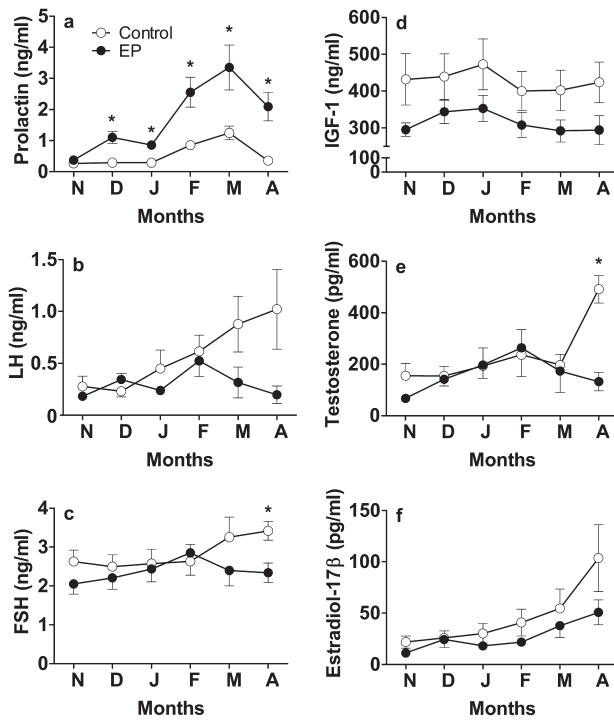 a
Control
EP
Prolactin (ng/ml)
5
4
3
2
1
0
* * * * *
N D J F M A
Months
d
IGF-1 (ng/ml)
600
500
400
300
100
0
N D J F M A
Months
b
LH (ng/ml)
1.5
1.0
0.5
0
N D J F M A
Months
e
Testosterone (pg/ml)
600
400
200
0
*
N D J F M A
Months
c
FSH (ng/ml)
4
3
2
1
0
*
N D J F M A
Months
f
Estradiol-17β (pg/ml)
150
100
50
0
N D J F M A
Months